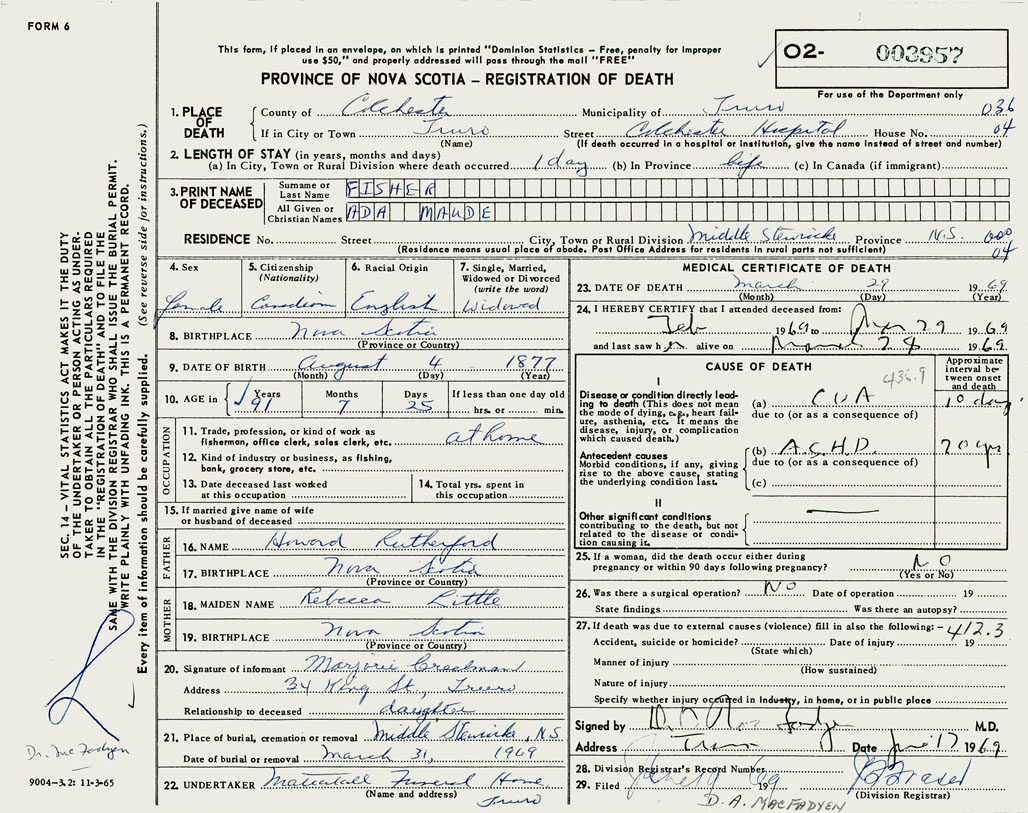 FORM 6
This form, if placed in an envelope, on which is printed "Dominion Statistics – Free, penalty for improper
use $50," and properly addressed will pass through the mail "FREE"
PROVINCE OF NOVA SCOTIA – REGISTRATION OF DEATH
O2- 003957
For use of the Department only
1. PLACE OF DEATH
County of Colchester Municipality of Truro 036
If in City or Town Truro Street Colchester Hospital House No. 04
(Name) (If death occurred in a hospital or institution, give the name instead of street and number)
2. LENGTH OF STAY (in years, months and days)
(a) In City, Town or Rural Division where death occurred 1 day (b) In Province life (c) In Canada (if immigrant)
3. PRINT NAME OF DECEASED
Surname or Last Name FISHER
All Given or Christian Names ADA MAUDE
RESIDENCE No. Street City, Town or Rural Division Middle Stewiacke Province N.S. 000
(Residence means usual place of abode. Post Office Address for residents in rural parts not sufficient) 04
4. Sex female
5. Citizenship (Nationality) Canadian
6. Racial Origin English
7. Single, Married, Widowed or Divorced (write the word) Widowed
8. BIRTHPLACE Nova Scotia
(Province or Country)
9. DATE OF BIRTH August 4 1877
(Month) (Day) (Year)
10. AGE in Years 91 Months 7 Days 25 If less than one day old
hrs. or min.
OCCUPATION
11. Trade, profession, or kind of work as
fisherman, office clerk, sales clerk, etc. at home
12. Kind of industry or business, as fishing,
bank, grocery store, etc.
13. Date deceased last worked
at this occupation
14. Total yrs. spent in
this occupation
15. If married give name of wife
or husband of deceased
FATHER
16. NAME Howard Rutherford
17. BIRTHPLACE Nova Scotia
(Province or Country)
MOTHER
18. MAIDEN NAME Rebecca Little
19. BIRTHPLACE Nova Scotia
(Province or Country)
20. Signature of informant Marjorie Creelman
Address 34 King St., Truro
Relationship to deceased daughter
21. Place of burial, cremation or removal Middle Stewiacke, N.S
Date of burial or removal March 31, 1969
22. UNDERTAKER Mattatall Funeral Home,
(Name and address) Truro
MEDICAL CERTIFICATE OF DEATH
23. DATE OF DEATH March 29 1969
(Month) (Day) (Year)
24. I HEREBY CERTIFY that I attended deceased from:
Feb 1969 to Mar 29 1969
and last saw her alive on March 28 1969
CAUSE OF DEATH 436.9
Approximate interval between onset and death
I
Disease or condition directly leading to death (This does not mean the mode of dying, e.g., heart failure, asthenia, etc. It means the disease, injury, or complication which caused death.)
(a) CVA 10 days
due to (or as a consequence of)
Antecedent causes
Morbid conditions, if any, giving rise to the above cause, stating the underlying condition last.
(b) A.S.H.D. 20 yrs
due to (or as a consequence of)
(c)
II
Other significant conditions
contributing to the death, but not related to the disease or condition causing it.
25. If a woman, did the death occur either during
pregnancy or within 90 days following pregnancy? NO
(Yes or No)
26. Was there a surgical operation? NO Date of operation 19
State findings Was there an autopsy?
27. If death was due to external causes (violence) fill in also the following:- 412.3
Accident, suicide or homicide? Date of injury 19
(State which)
Manner of injury
(How sustained)
Nature of injury
Specify whether injury occurred in industry, in home, or in public place
Signed by M.D.
Address Truro Date June 17 1969
28. Division Registrar's Record Number
29. Filed 19 69
(Division Registrar)
D. A. MACFADYEN
SEC. 14 – VITAL STATISTICS ACT MAKES IT THE DUTY
OF THE UNDERTAKER OR PERSON ACTING AS UNDER-
TAKER TO OBTAIN ALL THE PARTICULARS REQUIRED
IN THE "REGISTRATION OF DEATH" AND TO FILE THE
SAME WITH THE DIVISION REGISTRAR WHO SHALL ISSUE THE BURIAL PERMIT.
WRITE PLAINLY WITH UNFADING INK. THIS IS A PERMANENT RECORD.
Every item of information should be carefully supplied. (See reverse side for instructions.)
Dr. McFadyen
9004–3.2: 11-3-65